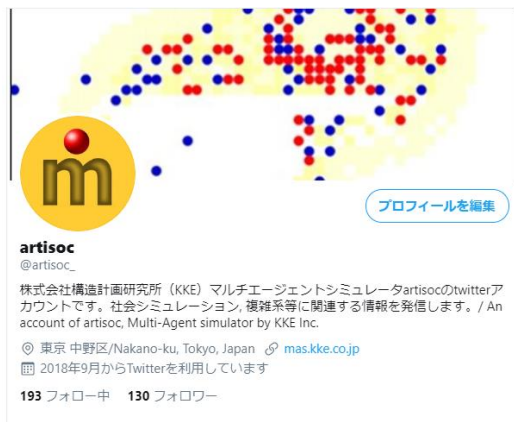 m
プロフィールを編集
artisoc
@artisoc_
株式会社構造計画研究所（KKE）マルチエージェントシミュレータartisocのtwitterア
カウントです。社会シミュレーション, 複雑系等に関連する情報を発信します。/ An
account of artisoc, Multi-Agent simulator by KKE Inc.
東京 中野区/Nakano-ku, Tokyo, Japan mas.kke.co.jp
2018年9月からTwitterを利用しています
193 フォロー中 130 フォロワー